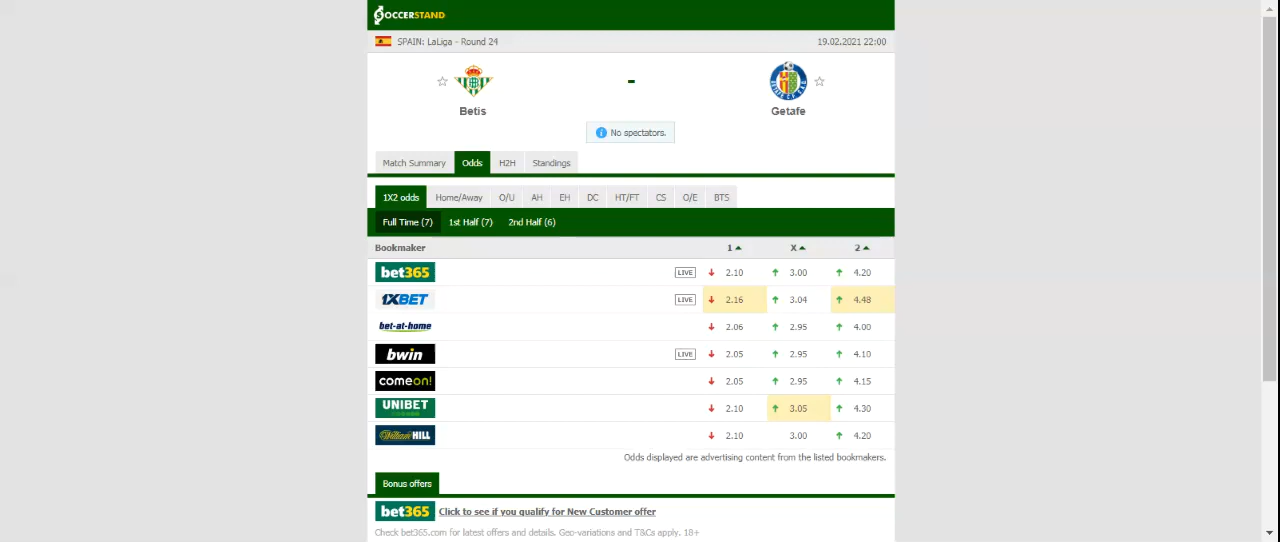 SOCCERSTAND
SPAIN: LaLiga - Round 24 19.02.2021 22:00
-
Betis Getafe
No spectators.
Match Summary Odds H2H Standings
1X2 odds Home/Away O/U AH EH DC HT/FT CS O/E BTS
Full Time (7) 1st Half (7) 2nd Half (6)
Bookmaker 1 X 2
bet365 LIVE 2.10 3.00 4.20
1XBET LIVE 2.16 3.04 4.48
bet-at-home 2.06 2.95 4.00
bwin LIVE 2.05 2.95 4.10
comeon! 2.05 2.95 4.15
UNIBET 2.10 3.05 4.30
William HILL 2.10 3.00 4.20
Odds displayed are advertising content from the listed bookmakers.
Bonus offers
bet365 Click to see if you qualify for New Customer offer
Check bet365.com for latest offers and details. Geo-variations and T&Cs apply. 18+